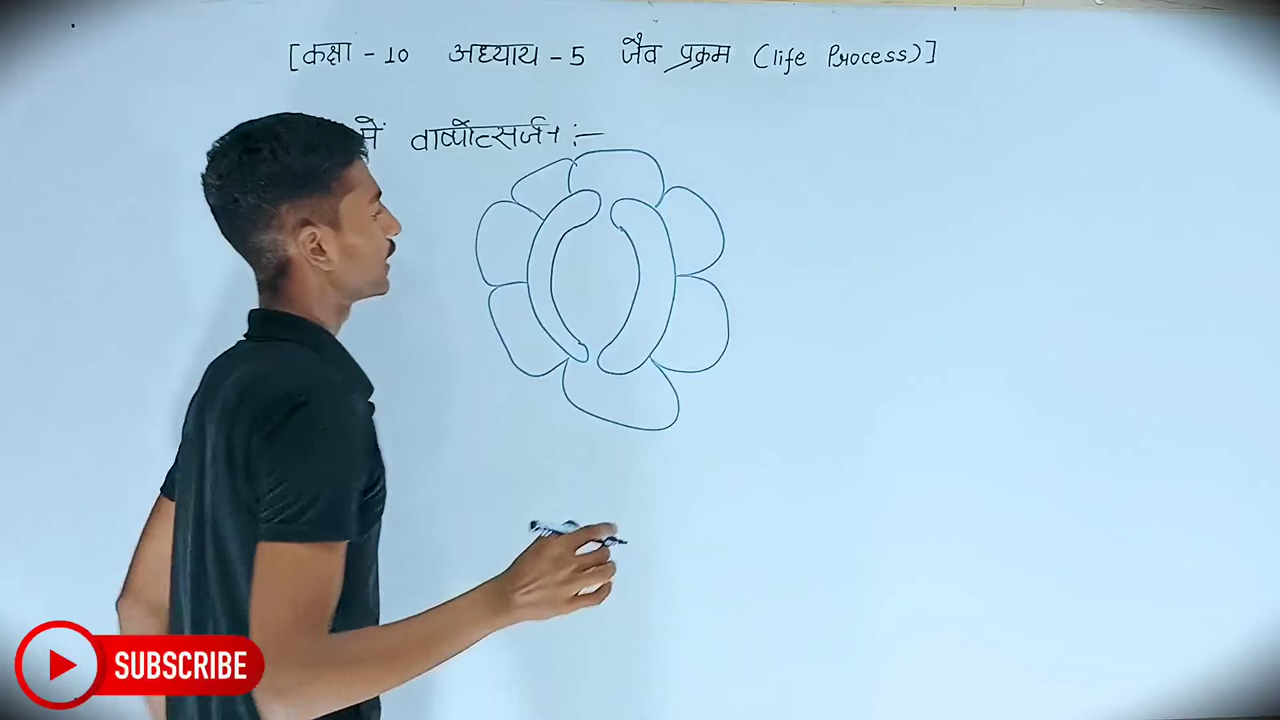 [कक्षा - 10 अध्याय - 5 जैव प्रक्रम (life Process)]
में वाष्पोत्सर्जन :-
SUBSCRIBE